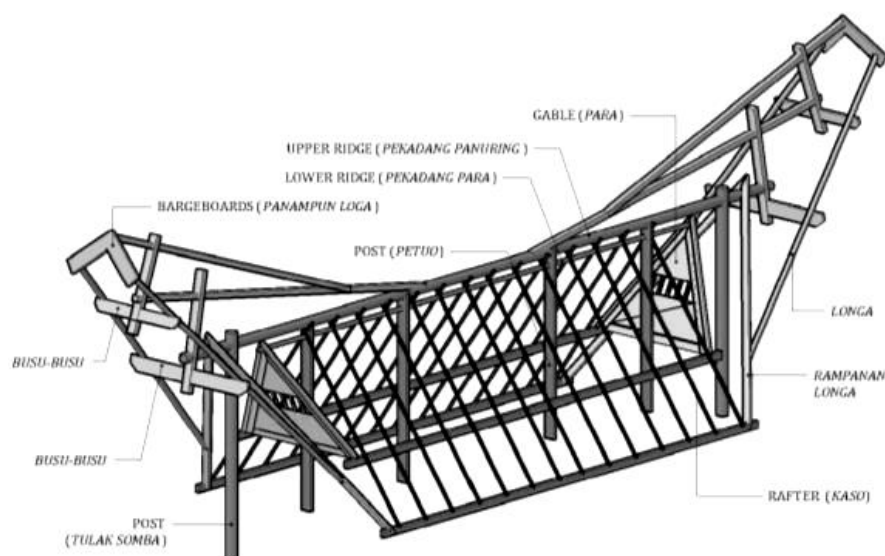 GABLE (PARA)
UPPER RIDGE (PEKADANG PANURING)
LOWER RIDGE (PEKADANG PARA)
BARGEBOARDS (PANAMPUN LOGA)
POST (PETUO)
LONGA
BUSU-BUSU
RAMPANAN
LONGA
BUSU-BUSU
RAFTER (KASO)
POST
(TULAK SOMBA)